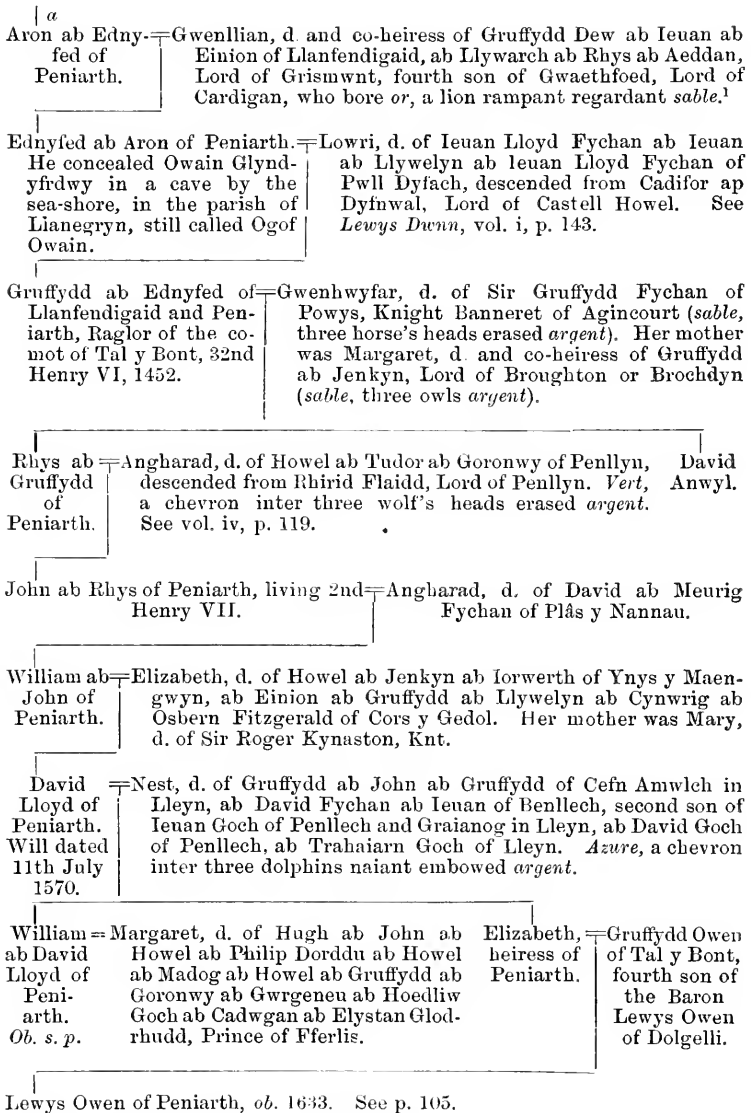 a
Aron ab Edny- Gwenllian, d. and co-heiress of Gruffydd Dew ab Ieuan ab
fed of Einion of Llanfendigaid, ab Llywarch ab Rhys ab Aeddan,
Peniarth. Lord of Grismwnt, fourth son of Gwaethfoed, Lord of
Cardigan, who bore or, a lion rampant regardant sable.¹
Ednyfed ab Aron of Peniarth. Lowri, d. of Ieuan Lloyd Fychan ab Ieuan
He concealed Owain Glynd- ab Llywelyn ab Ieuan Lloyd Fychan of
yfrdwy in a cave by the Pwll Dyfach, descended from Cadifor ap
sea-shore, in the parish of Dyfnwal, Lord of Castell Howel. See
Llanegryn, still called Ogof Lewys Dwnn, vol. i, p. 143.
Owain.
Gruffydd ab Ednyfed of Gwenhwyfar, d. of Sir Gruffydd Fychan of
Llanfendigaid and Pen- Powys, Knight Banneret of Agincourt (sable,
iarth, Raglor of the co- three horse's heads erased argent). Her mother
mot of Tal y Bont, 32nd was Margaret, d. and co-heiress of Gruffydd
Henry VI, 1452. ab Jenkyn, Lord of Broughton or Brochdyn
(sable, three owls argent).
Rhys ab Angharad, d. of Howel ab Tudor ab Goronwy of Penllyn, David
Gruffydd descended from Rhirid Flaidd, Lord of Penllyn. Vert, Anwyl.
of a chevron inter three wolf's heads erased argent.
Peniarth. See vol. iv, p. 119.
John ab Rhys of Peniarth, living 2nd Angharad, d. of David ab Meurig
Henry VII. Fychan of Plâs y Nannau.
William ab Elizabeth, d. of Howel ab Jenkyn ab Iorwerth of Ynys y Maen-
John of gwyn, ab Einion ab Gruffydd ab Llywelyn ab Cynwrig ab
Peniarth. Osbern Fitzgerald of Cors y Gedol. Her mother was Mary,
d. of Sir Roger Kynaston, Knt.
David Nest, d. of Gruffydd ab John ab Gruffydd of Cefn Amwlch in
Lloyd of Lleyn, ab David Fychan ab Ieuan of Benllech, second son of
Peniarth. Ieuan Goch of Penllech and Graianog in Lleyn, ab David Goch
Will dated of Penllech, ab Trahaiarn Goch of Lleyn. Azure, a chevron
11th July inter three dolphins naiant embowed argent.
1570.
William = Margaret, d. of Hugh ab John ab Elizabeth, Gruffydd Owen
ab David Howel ab Philip Dorddu ab Howel heiress of of Tal y Bont,
Lloyd of ab Madog ab Howel ab Gruffydd ab Peniarth. fourth son of
Peni- Goronwy ab Gwrgeneu ab Hoedliw the Baron
arth. Goch ab Cadwgan ab Elystan Glod- Lewys Owen
Ob. s. p. rhudd, Prince of Fferlis. of Dolgelli.
Lewys Owen of Peniarth, ob. 1633. See p. 105.